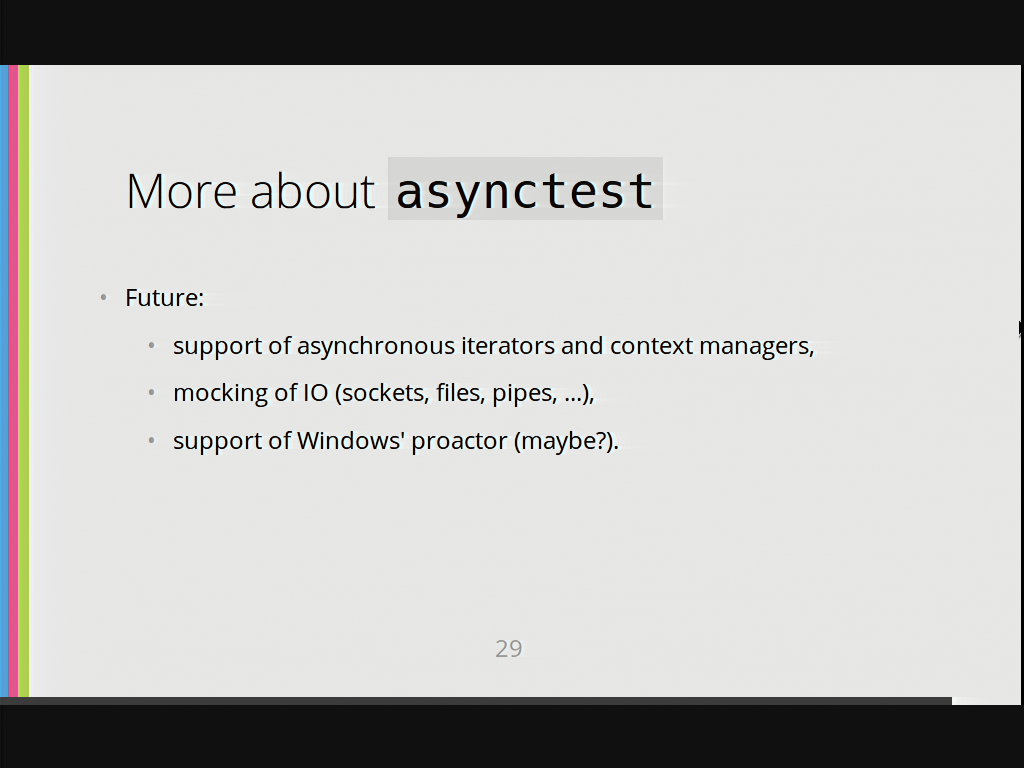 More about asynctest
• Future:
• support of asynchronous iterators and context managers,
• mocking of IO (sockets, files, pipes, ...),
• support of Windows' proactor (maybe?).
29